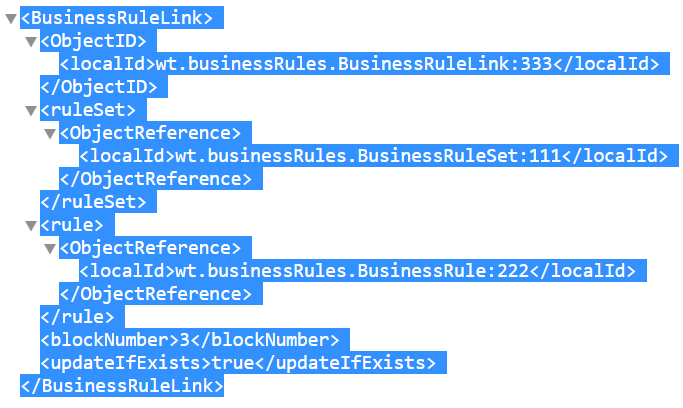 <BusinessRuleLink>
<ObjectID>
<localId>wt.businessRules.BusinessRuleLink:333</localId>
</ObjectID>
<ruleSet>
<ObjectReference>
<localId>wt.businessRules.BusinessRuleSet:111</localId>
</ObjectReference>
</ruleSet>
<rule>
<ObjectReference>
<localId>wt.businessRules.BusinessRule:222</localId>
</ObjectReference>
</rule>
<blockNumber>3</blockNumber>
<updateIfExists>true</updateIfExists>
</BusinessRuleLink>